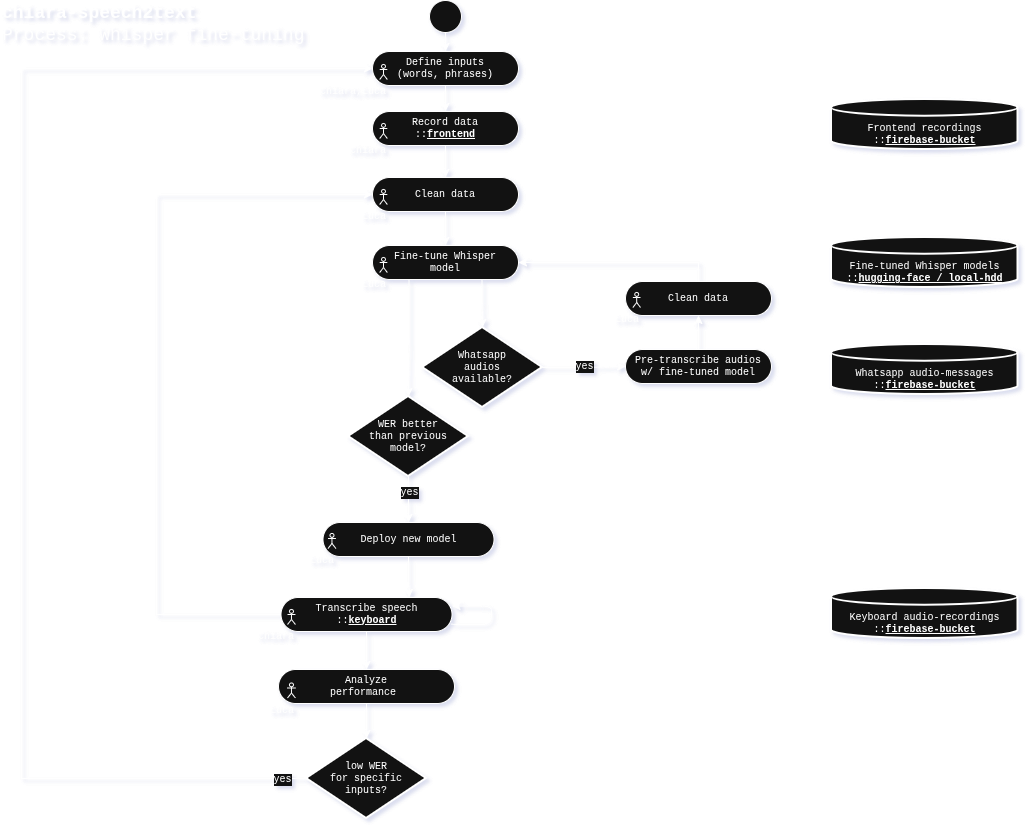 chiara-speech2text
Process: Whisper fine-tuning
Define inputs
(words, phrases)
Record data
::frontend
Clean data
Fine-tune Whisper
model
Clean data
Whatsapp
audios
available?
yes
Pre-transcribe audios
w/ fine-tuned model
WER better
than previous
model?
yes
Deploy new model
Transcribe speech
::keyboard
Analyze
performance
low WER
for specific
inputs?
yes
Frontend recordings
::firebase-bucket
Fine-tuned Whisper models
::hugging-face / local-hdd
Whatsapp audio-messages
::firebase-bucket
Keyboard audio-recordings
::firebase-bucket